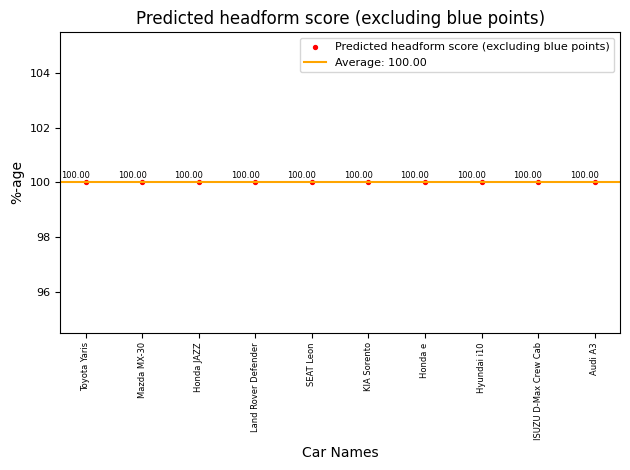 Predicted headform score (excluding blue points)
Predicted headform score (excluding blue points)
Average: 100.00
%-age
104
102
100
98
96
100.00 100.00 100.00 100.00 100.00 100.00 100.00 100.00 100.00 100.00
Toyota Yaris
Mazda MX-30
Honda JAZZ
Land Rover Defender
SEAT Leon
KIA Sorento
Honda e
Hyundai i10
ISUZU D-Max Crew Cab
Audi A3
Car Names